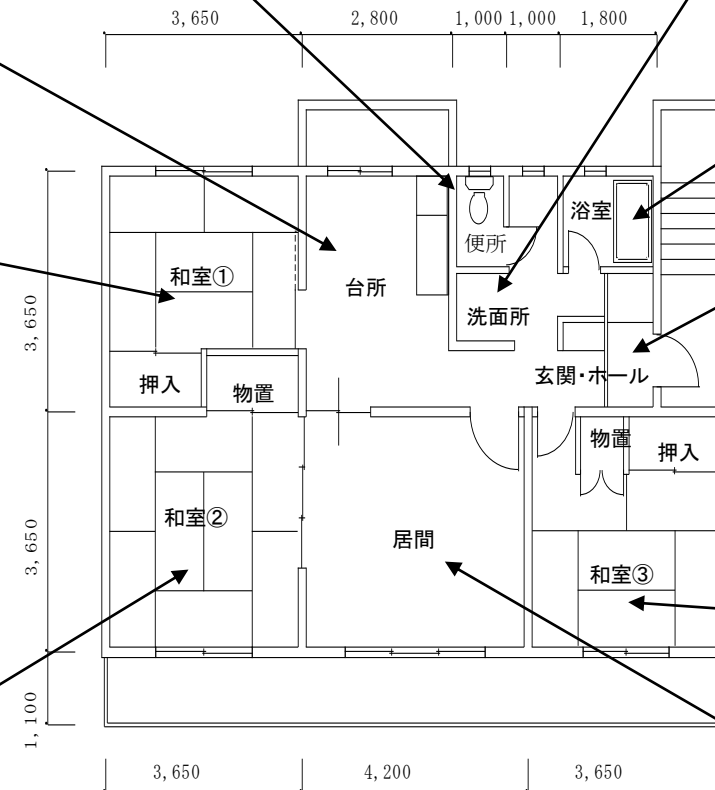 3,650
2,800
1,000
1,000
1,800
浴室
便所
和室①
台所
洗面所
3,650
玄関・ホール
押入
物置
物置
押入
和室②
居間
3,650
和室③
1,100
3,650
4,200
3,650